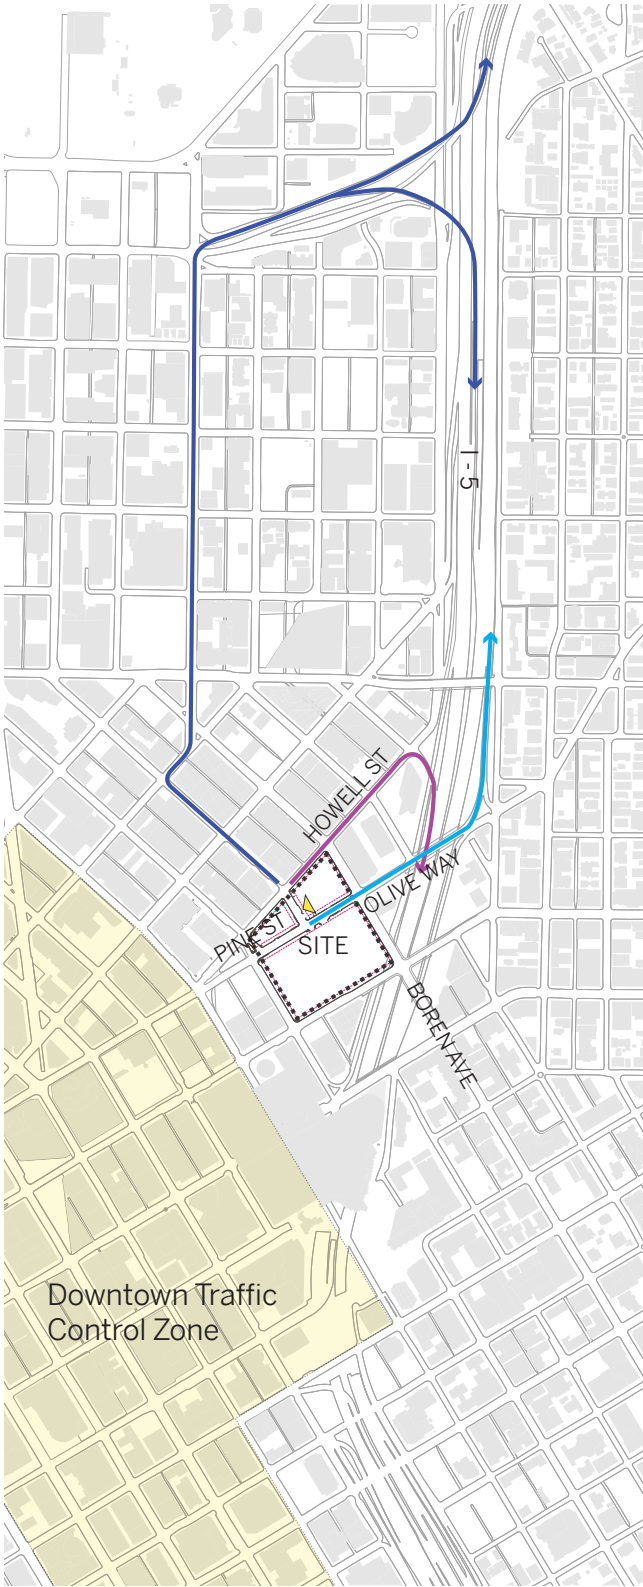 I - 5
HOWELL ST
OLIVE WAY
PINE ST
SITE
BOREN AVE
Downtown Traffic
Control Zone